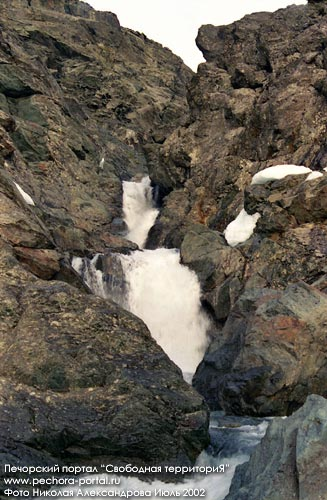 Печорский портал "Свободная территориЯ"
www.pechora-portal.ru
Фото Николая Александрова Июль 2002